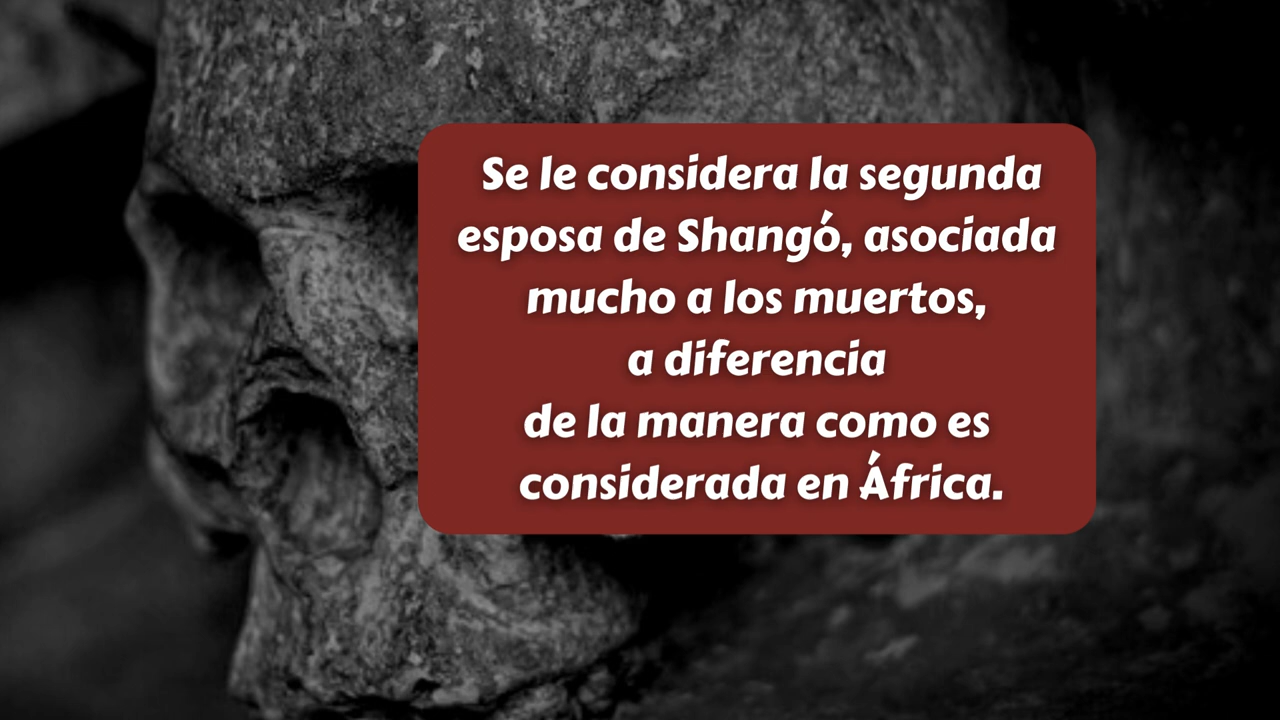 Se le considera la segunda
esposa de Shangó, asociada
mucho a los muertos,
a diferencia
de la manera como es
considerada en África.